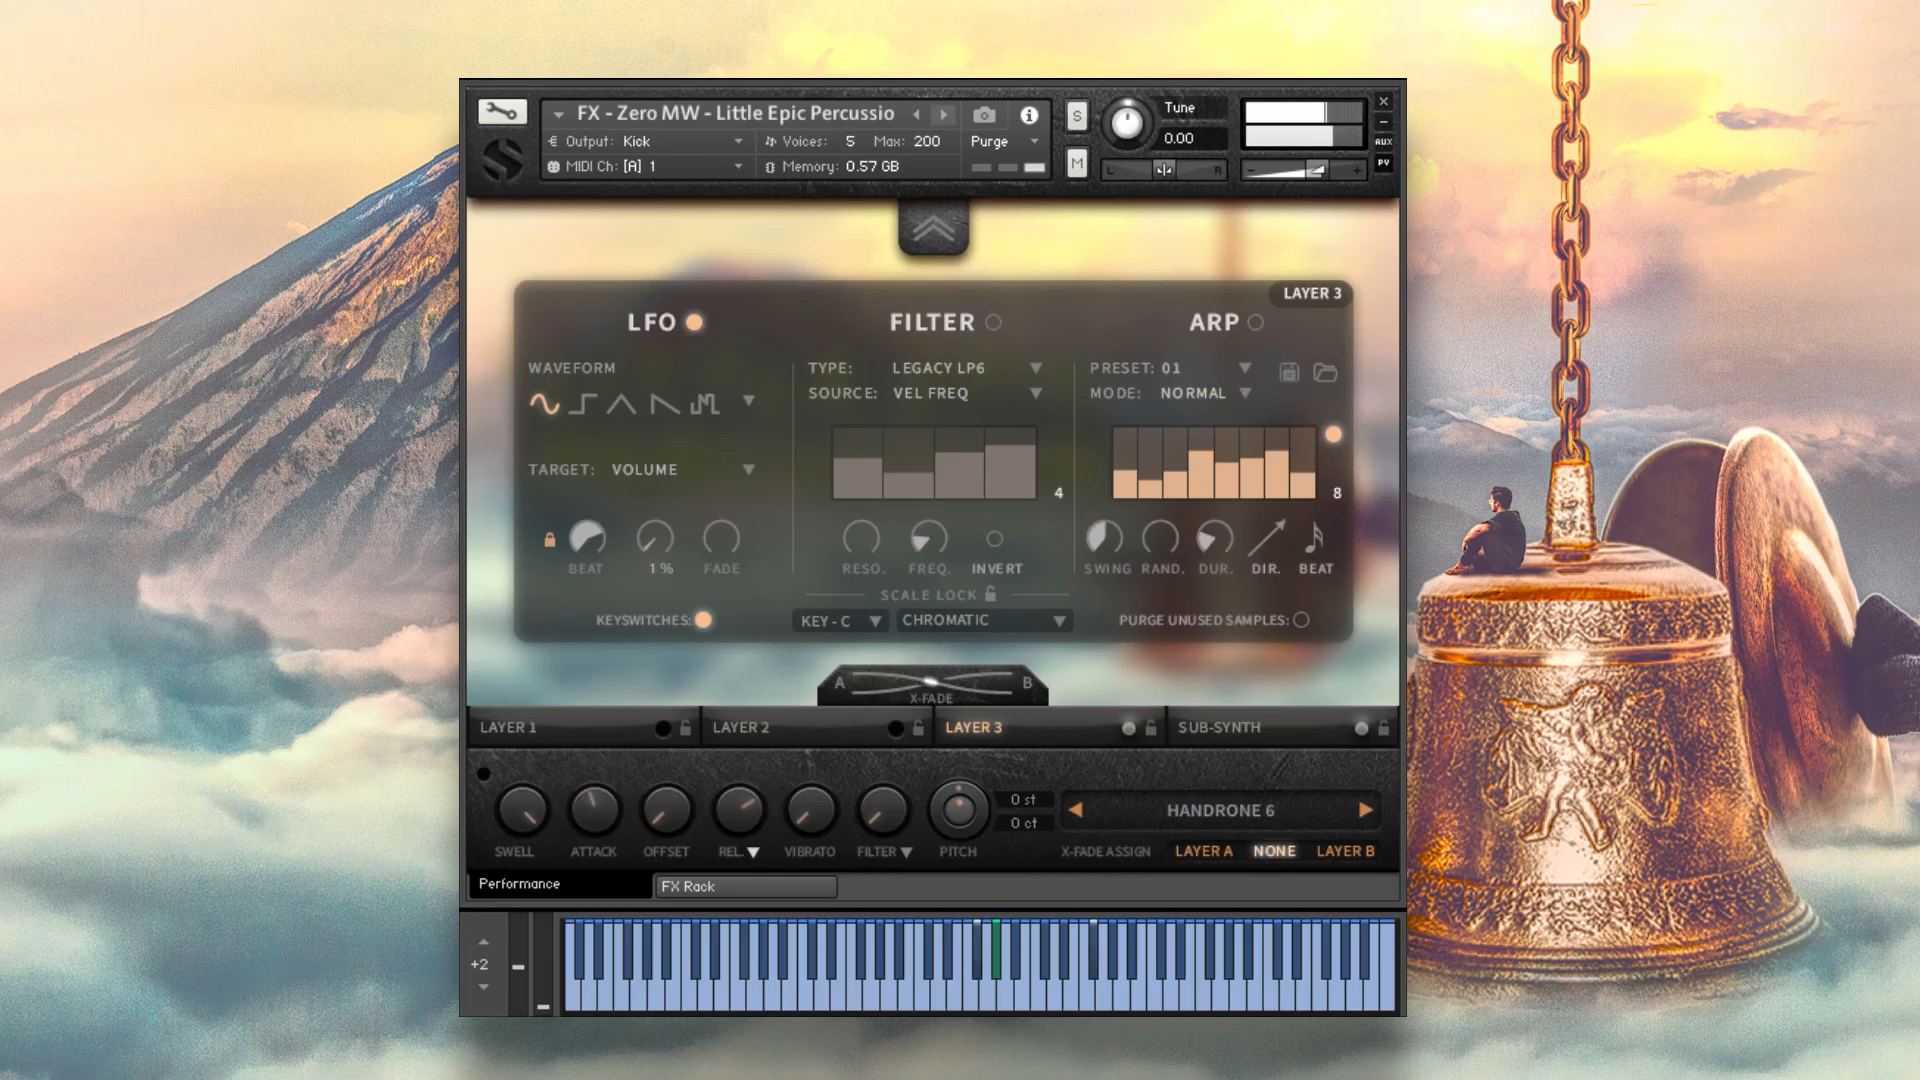 FX - Zero MW - Little Epic Percussio
Output: Kick
Voices: 5 Max: 200
Purge
MIDI Ch: [A] 1
Memory: 0.57 GB
S
M
Tune
0.00
L R
- +
×
-
AUX
PV
LAYER 3
LFO
FILTER
ARP
WAVEFORM
TYPE: LEGACY LP6
SOURCE: VEL FREQ
PRESET: 01
MODE: NORMAL
TARGET: VOLUME
4
8
BEAT 1 % FADE
RESO. FREQ. INVERT
SWING RAND. DUR. DIR. BEAT
SCALE LOCK
KEYSWITCHES:
KEY - C
CHROMATIC
PURGE UNUSED SAMPLES:
A B
X-FADE
LAYER 1
LAYER 2
LAYER 3
SUB-SYNTH
0 st
0 ct
HANDRONE 6
SWELL ATTACK OFFSET REL. VIBRATO FILTER PITCH
X-FADE ASSIGN LAYER A NONE LAYER B
Performance
FX Rack
+2